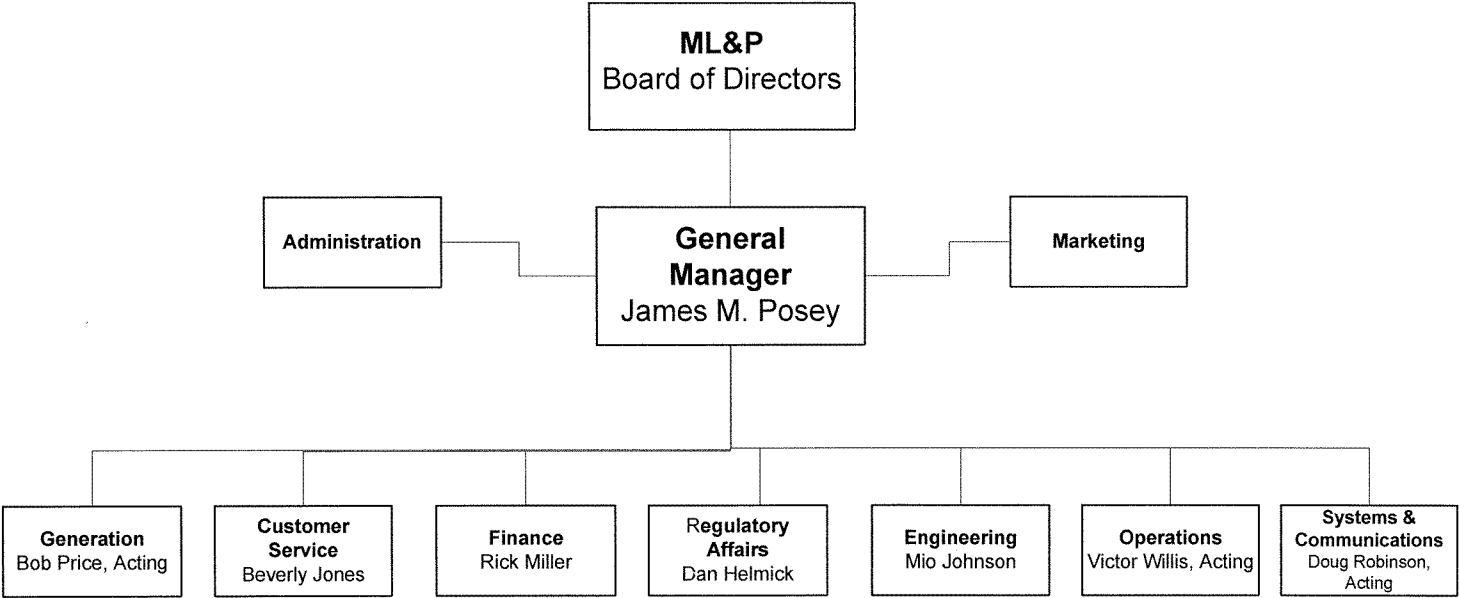 ML&P
Board of Directors
Administration
General
Manager
James M. Posey
Marketing
Generation
Bob Price, Acting
Customer
Service
Beverly Jones
Finance
Rick Miller
Regulatory
Affairs
Dan Helmick
Engineering
Mio Johnson
Operations
Victor Willis, Acting
Systems &
Communications
Doug Robinson,
Acting